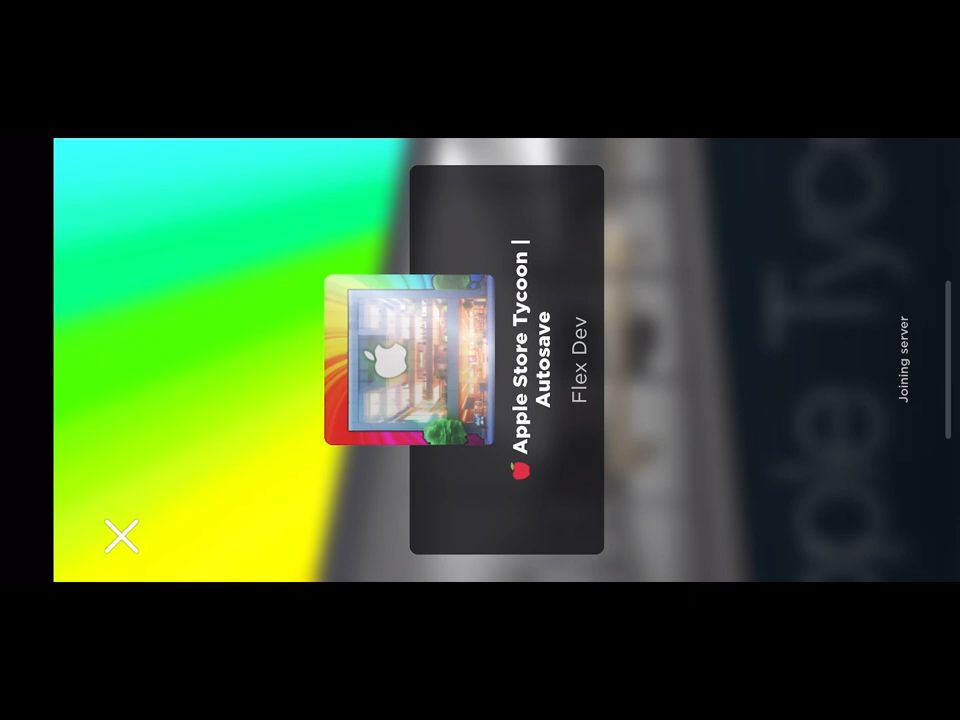 🍎 Apple Store Tycoon |
Autosave
Flex Dev
Joining server